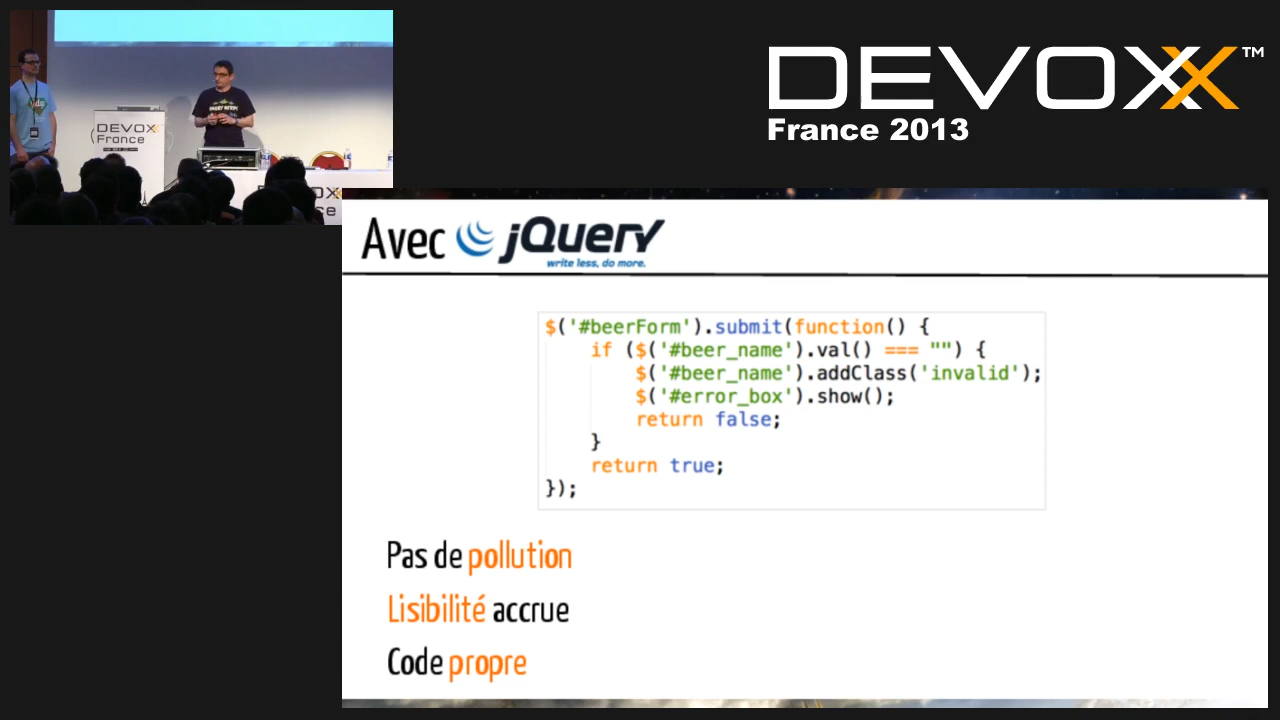 DEVOXX™
France 2013
DEVOXX
France
DEVOXX
Avec jQuery
write less, do more.
$('#beerForm').submit(function() {
if ($('#beer_name').val() === "") {
$('#beer_name').addClass('invalid');
$('#error_box').show();
return false;
}
return true;
});
Pas de pollution
Lisibilité accrue
Code propre